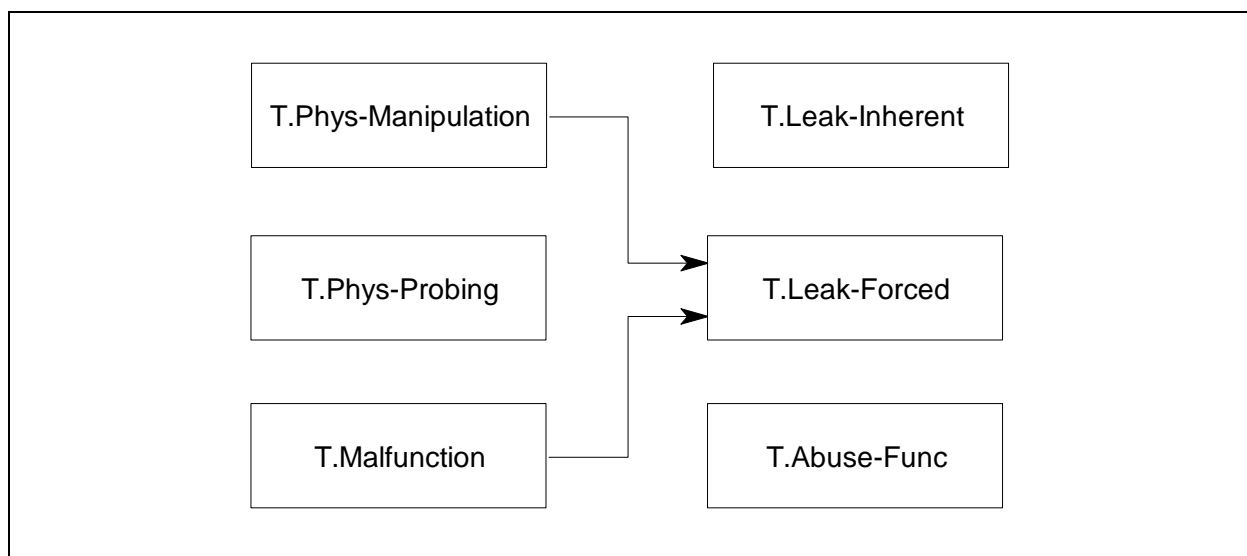 T.Phys-Manipulation
T.Leak-Inherent
T.Phys-Probing
T.Leak-Forced
T.Malfunction
T.Abuse-Func